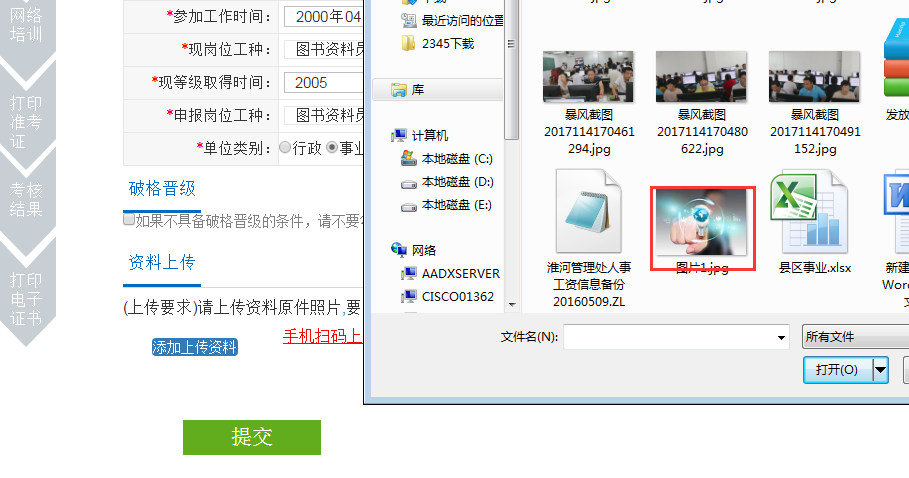 网络
培训
打印
准考
证
考核
结果
打印
电子
证书
*参加工作时间： 2000年04
*现岗位工种： 图书资料员
*现等级取得时间： 2005
*申报岗位工种： 图书资料员
*单位类别： 行政 事业
破格晋级
如果不具备破格晋级的条件，请不要
资料上传
(上传要求)请上传资料原件照片,要
添加上传资料
手机扫码上
提交
下载
最近访问的位置
2345下载
库
计算机
本地磁盘 (C:)
本地磁盘 (D:)
本地磁盘 (E:)
网络
AADXSERVER
CISCO01362
暴风截图
2017114170461
294.jpg
暴风截图
2017114170480
622.jpg
暴风截图
2017114170491
152.jpg
发放
淮河管理处人事
工资信息备份
20160509.ZL
图片1.jpg
县区事业.xlsx
新建
Word
文件名(N):
所有文件
打开(O)